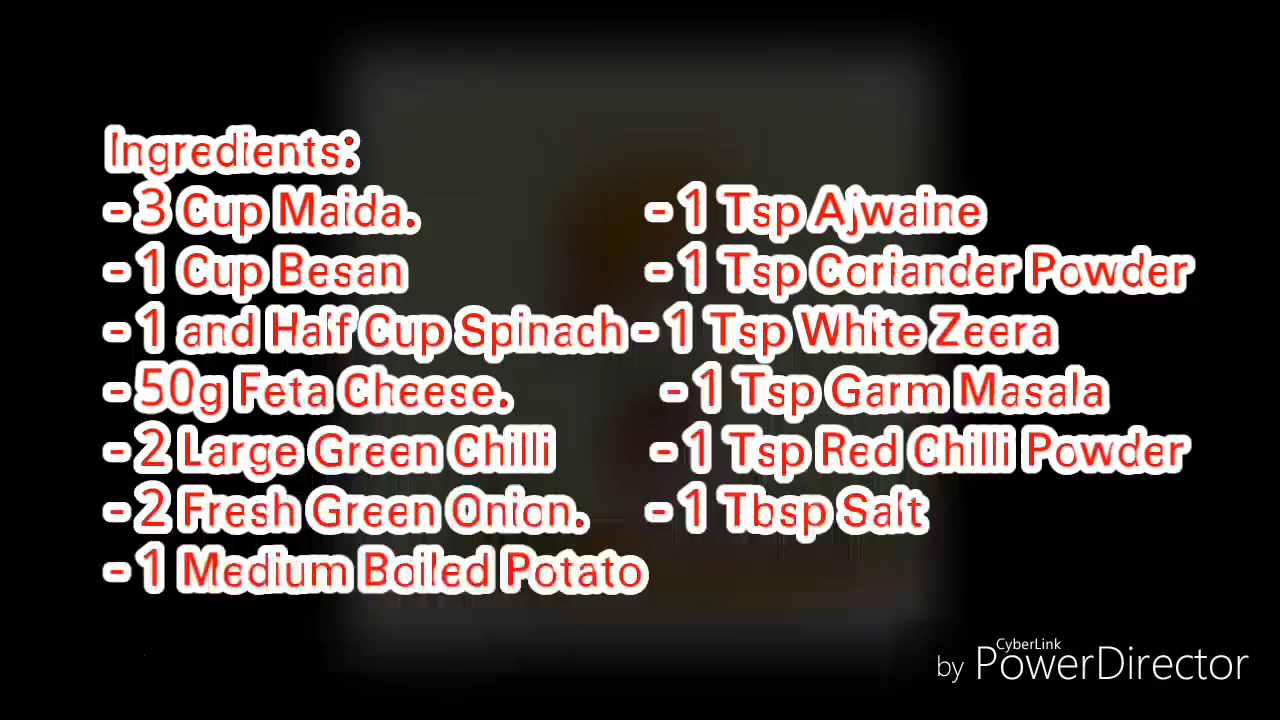 Ingredients:
- 3 Cup Maida.
- 1 Cup Besan
- 1 and Half Cup Spinach
- 50g Feta Cheese.
- 2 Large Green Chilli
- 2 Fresh Green Onion.
- 1 Medium Boiled Potato
- 1 Tsp Ajwaine
- 1 Tsp Coriander Powder
- 1 Tsp White Zeera
- 1 Tsp Garm Masala
- 1 Tsp Red Chilli Powder
- 1 Tbsp Salt
CyberLink
by PowerDirector